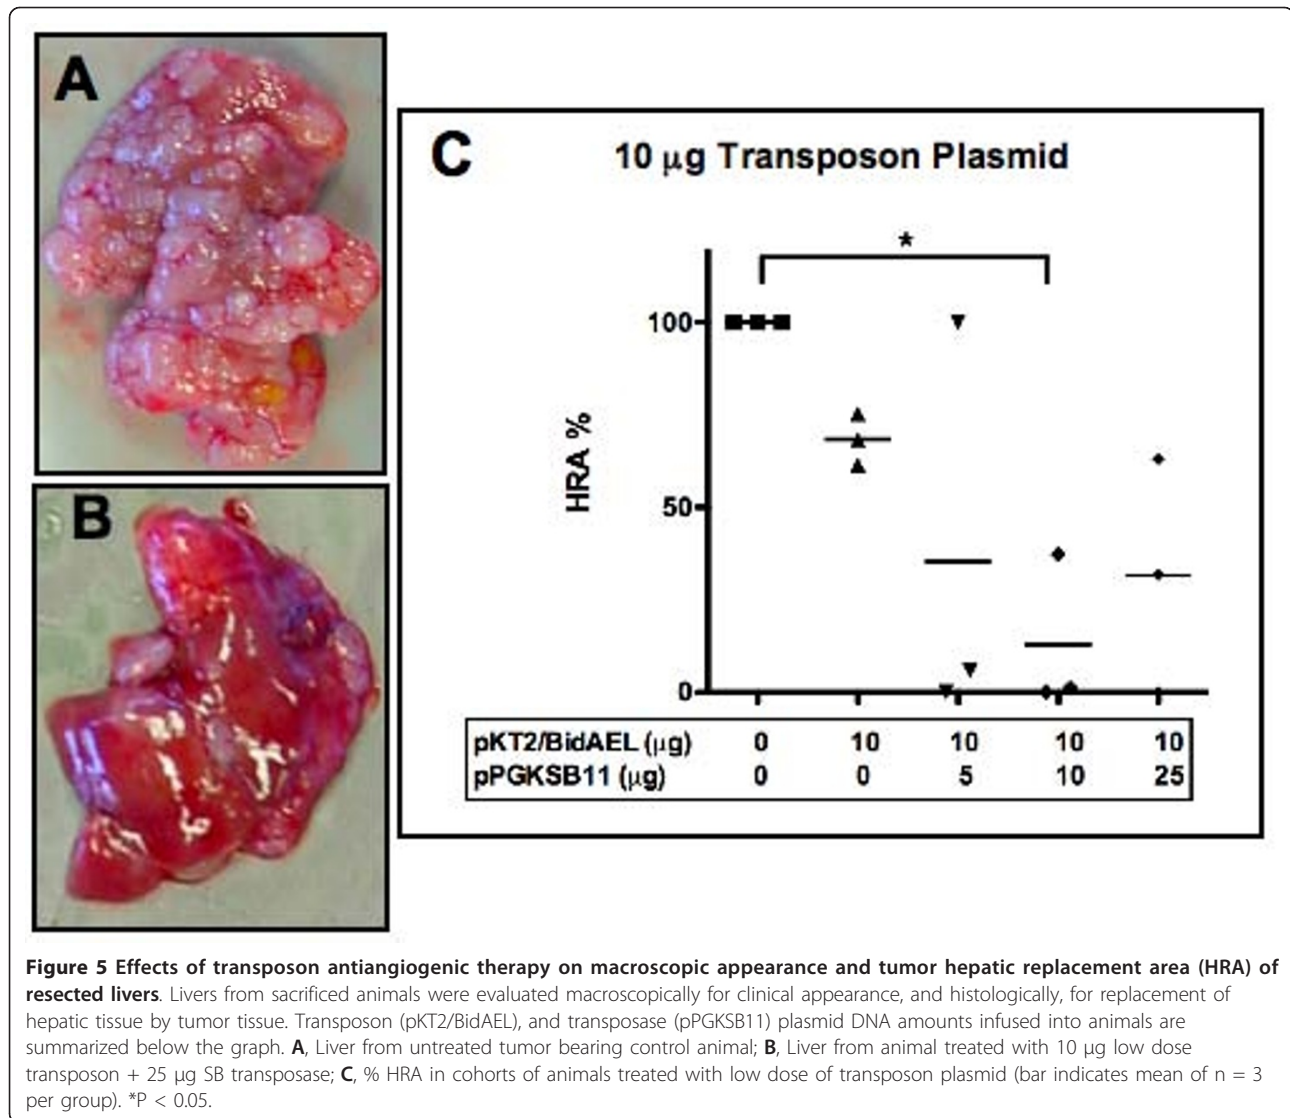 A
B
C
10 µg Transposon Plasmid
*
100
50
0
HRA %
pKT2/BidAEL (µg) 0 10 10 10 10
pPGKSB11 (µg) 0 0 5 10 25
Figure 5 Effects of transposon antiangiogenic therapy on macroscopic appearance and tumor hepatic replacement area (HRA) of
resected livers. Livers from sacrificed animals were evaluated macroscopically for clinical appearance, and histologically, for replacement of
hepatic tissue by tumor tissue. Transposon (pKT2/BidAEL), and transposase (pPGKSB11) plasmid DNA amounts infused into animals are
summarized below the graph. A, Liver from untreated tumor bearing control animal; B, Liver from animal treated with 10 µg low dose
transposon + 25 µg SB transposase; C, % HRA in cohorts of animals treated with low dose of transposon plasmid (bar indicates mean of n = 3
per group). *P < 0.05.